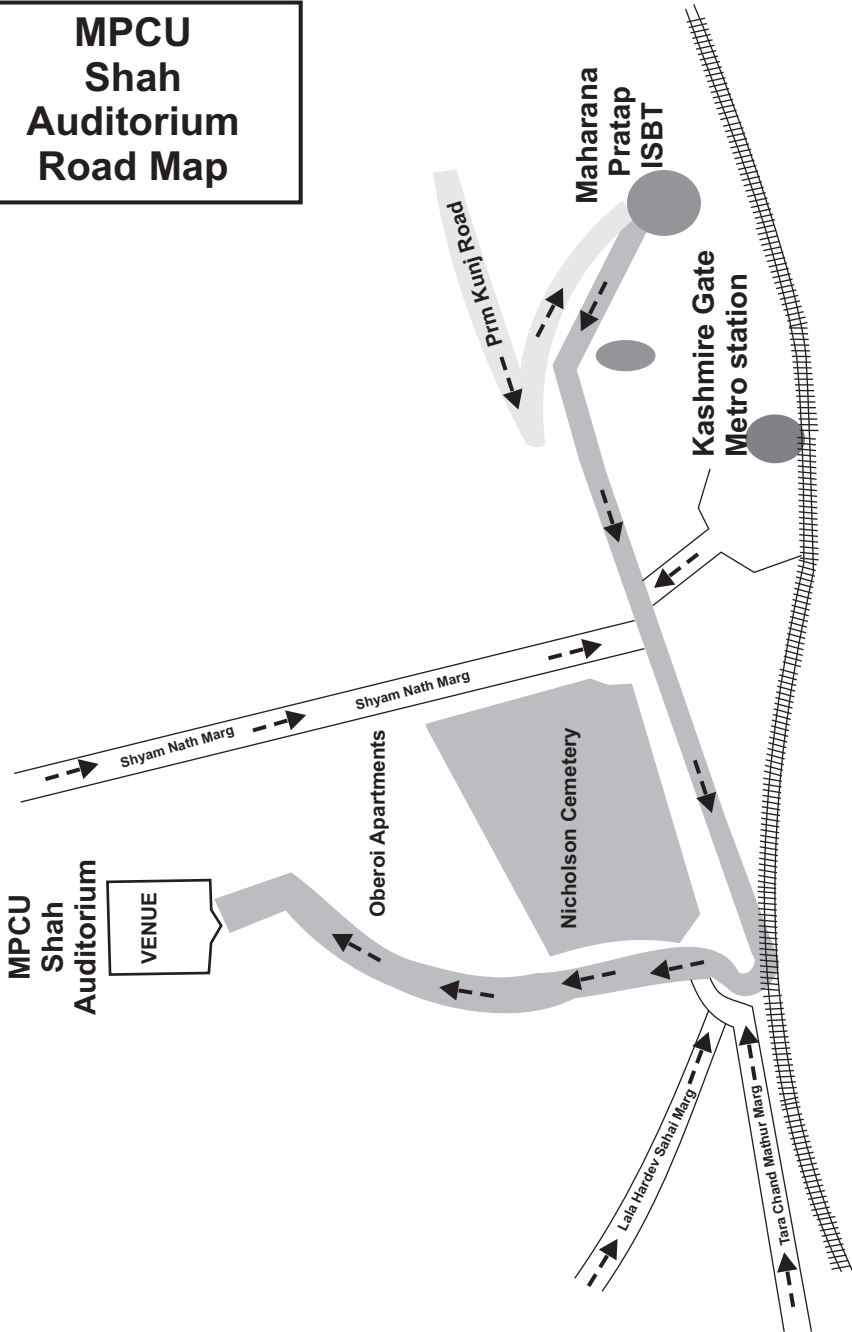 MPCU
Shah
Auditorium
Road Map
Maharana
Pratap
ISBT
Prm Kunj Road
Kashmire Gate
Metro station
Shyam Nath Marg
Shyam Nath Marg
Oberoi Apartments
Nicholson Cemetery
MPCU
Shah
Auditorium
VENUE
Lala Hardev Sahai Marg
Tara Chand Mathur Marg